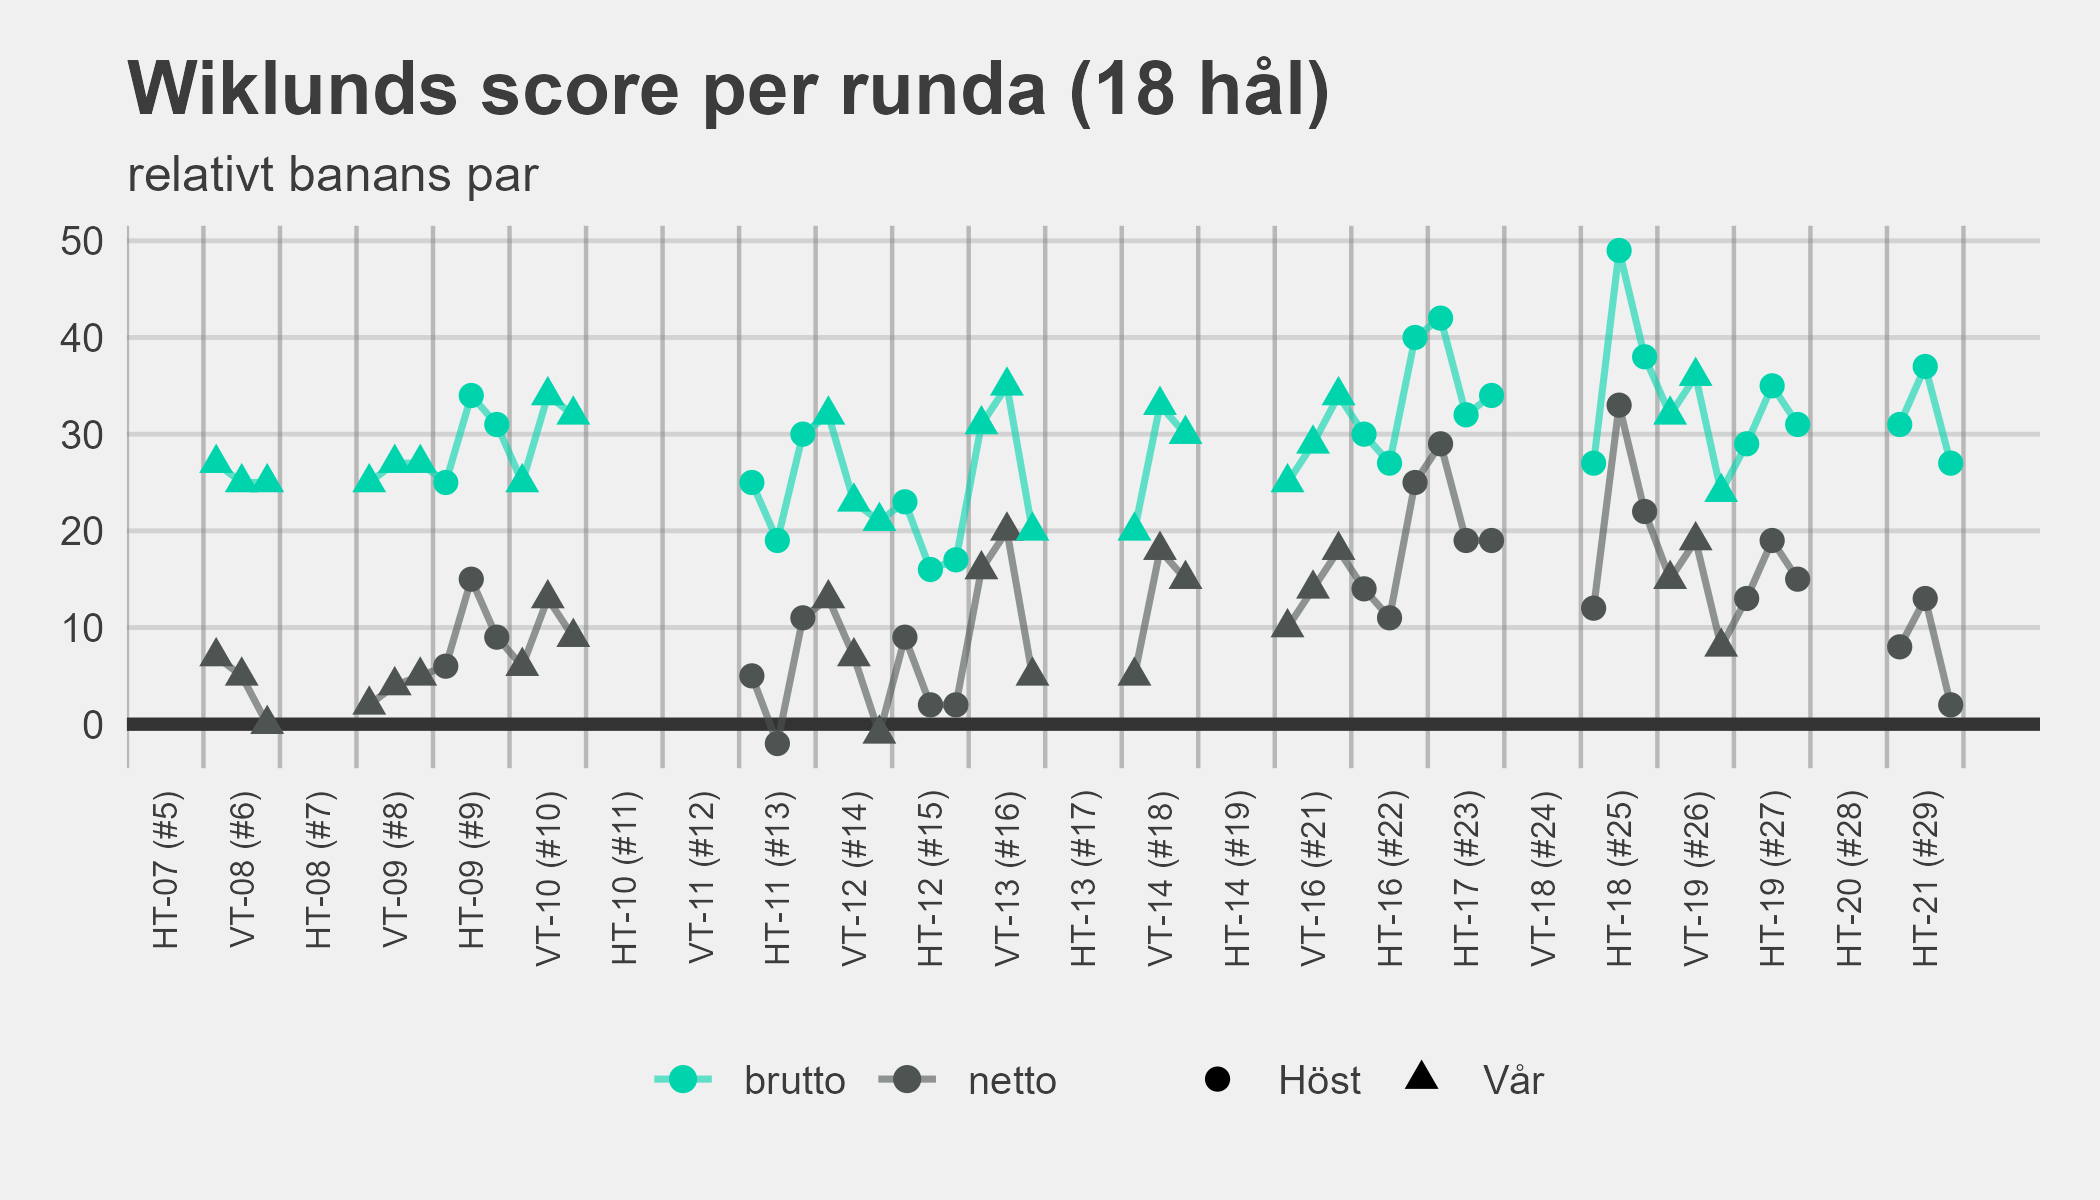 Wiklunds score per runda (18 hål)
relativt banans par
50
40
30
20
10
0
HT-07 (#5)
VT-08 (#6)
HT-08 (#7)
VT-09 (#8)
HT-09 (#9)
VT-10 (#10)
HT-10 (#11)
VT-11 (#12)
HT-11 (#13)
VT-12 (#14)
HT-12 (#15)
VT-13 (#16)
HT-13 (#17)
VT-14 (#18)
HT-14 (#19)
VT-16 (#21)
HT-16 (#22)
HT-17 (#23)
VT-18 (#24)
HT-18 (#25)
VT-19 (#26)
HT-19 (#27)
HT-20 (#28)
HT-21 (#29)
brutto netto Höst Vår